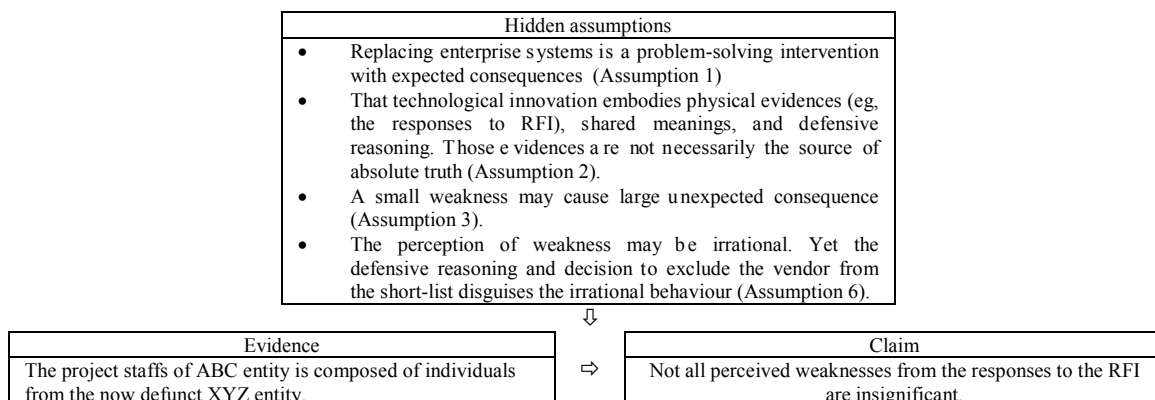 Hidden assumptions
• Replacing enterprise systems is a problem-solving intervention
with expected consequences (Assumption 1)
• That technological innovation embodies physical evidences (eg,
the responses to RFI), shared meanings, and defensive
reasoning. Those evidences are not necessarily the source of
absolute truth (Assumption 2).
• A small weakness may cause large unexpected consequence
(Assumption 3).
• The perception of weakness may be irrational. Yet the
defensive reasoning and decision to exclude the vendor from
the short-list disguises the irrational behaviour (Assumption 6).
⇩
Evidence
The project staffs of ABC entity is composed of individuals
from the now defunct XYZ entity.
⇨
Claim
Not all perceived weaknesses from the responses to the RFI
are insignificant.